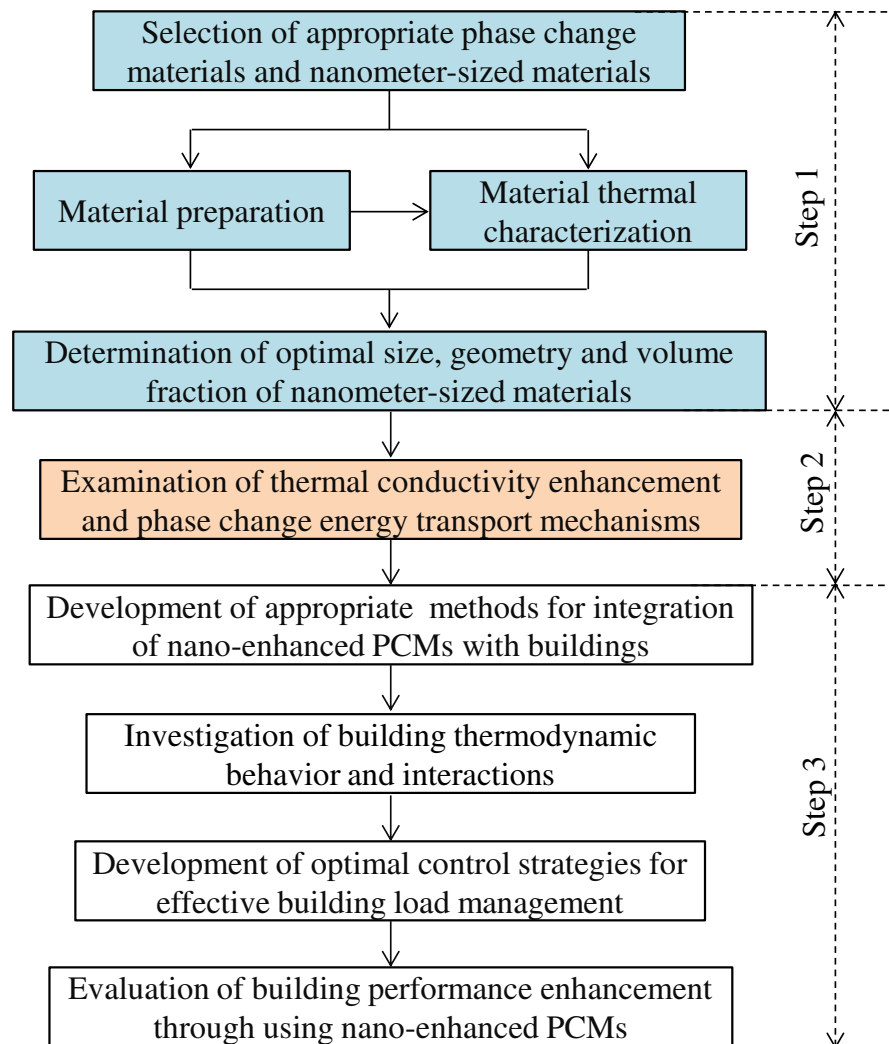 Selection of appropriate phase change
materials and nanometer-sized materials
Material preparation
Material thermal
characterization
Step 1
Determination of optimal size, geometry and volume
fraction of nanometer-sized materials
Examination of thermal conductivity enhancement
and phase change energy transport mechanisms
Step 2
Development of appropriate methods for integration
of nano-enhanced PCMs with buildings
Investigation of building thermodynamic
behavior and interactions
Step 3
Development of optimal control strategies for
effective building load management
Evaluation of building performance enhancement
through using nano-enhanced PCMs